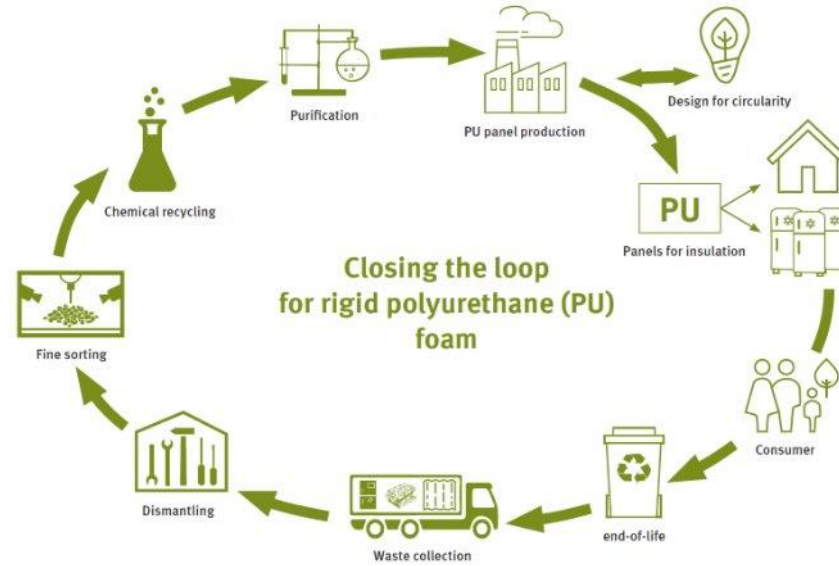 Purification
PU panel production
Design for circularity
Chemical recycling
PU
Panels for insulation
Closing the loop
for rigid polyurethane (PU)
foam
Fine sorting
Consumer
Dismantling
end-of-life
Waste collection